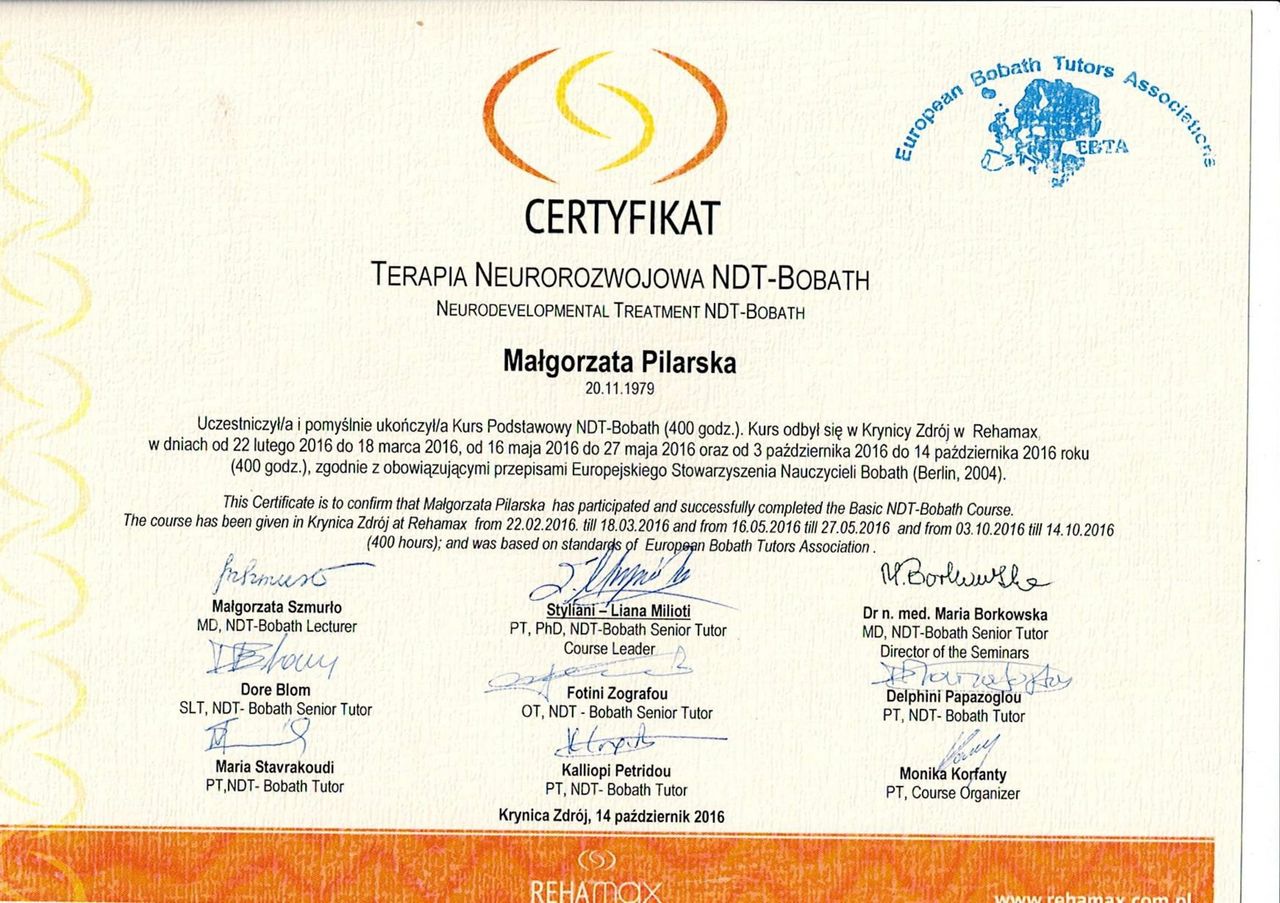 European Bobath Tutors Associations
EBTA
CERTYFIKAT
TERAPIA NEUROROZWOJOWA NDT-BOBATH
NEURODEVELOPMENTAL TREATMENT NDT-BOBATH
Małgorzata Pilarska
20.11.1979
Uczestniczył/a i pomyślnie ukończył/a Kurs Podstawowy NDT-Bobath (400 godz.). Kurs odbył się w Krynicy Zdrój w Rehamax,
w dniach od 22 lutego 2016 do 18 marca 2016, od 16 maja 2016 do 27 maja 2016 oraz od 3 października 2016 do 14 października 2016 roku
(400 godz.), zgodnie z obowiązującymi przepisami Europejskiego Stowarzyszenia Nauczycieli Bobath (Berlin, 2004).
This Certificate is to confirm that Małgorzata Pilarska has participated and successfully completed the Basic NDT-Bobath Course.
The course has been given in Krynica Zdrój at Rehamax from 22.02.2016. till 18.03.2016 and from 16.05.2016 till 27.05.2016 and from 03.10.2016 till 14.10.2016
(400 hours); and was based on standards of European Bobath Tutors Association .
M. Borkowska
Małgorzata Szmurło
MD, NDT-Bobath Lecturer
Styliani – Liana Milioti
PT, PhD, NDT-Bobath Senior Tutor
Course Leader
Dr n. med. Maria Borkowska
MD, NDT-Bobath Senior Tutor
Director of the Seminars
Dore Blom
SLT, NDT- Bobath Senior Tutor
Fotini Zografou
OT, NDT - Bobath Senior Tutor
Delphini Papazoglou
PT, NDT- Bobath Tutor
Maria Stavrakoudi
PT,NDT- Bobath Tutor
Kalliopi Petridou
PT, NDT- Bobath Tutor
Monika Korfanty
PT, Course Organizer
Krynica Zdrój, 14 październik 2016
REHAMAX
www.rehamax.com.pl